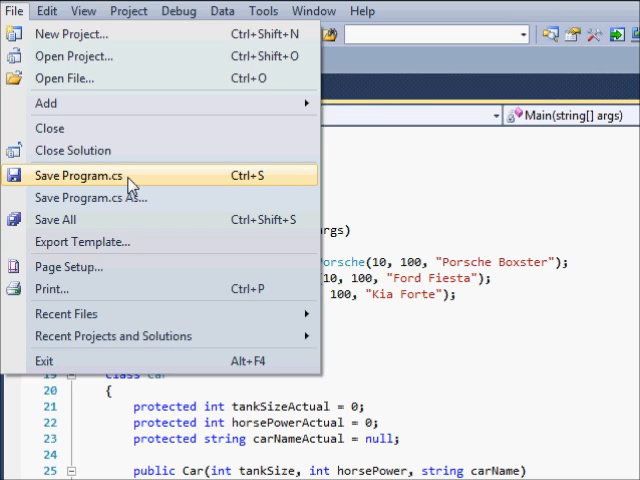 File Edit View Project Debug Data Tools Window Help
New Project... Ctrl+Shift+N
Open Project... Ctrl+Shift+O
Open File... Ctrl+O
Add
Close
Main(string[] args)
Close Solution
Save Program.cs Ctrl+S
Save Program.cs As...
Save All Ctrl+Shift+S
rgs)
Export Template...
Page Setup...
orsche(10, 100, "Porsche Boxster");
(10, 100, "Ford Fiesta");
Print... Ctrl+P
100, "Kia Forte");
Recent Files
Recent Projects and Solutions
Exit Alt+F4
19 class Car
20 {
21 protected int tankSizeActual = 0;
22 protected int horsePowerActual = 0;
23 protected string carNameActual = null;
24
25 public Car(int tankSize, int horsePower, string carName)